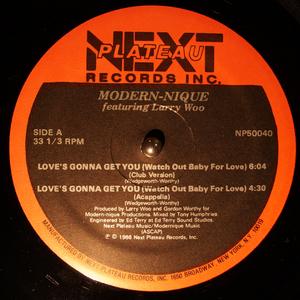 NEXT
PLATEAU
RECORDS INC.
MODERN-NIQUE
featuring Larry Woo
SIDE A
33 1/3 RPM
NP50040
LOVE'S GONNA GET YOU (Watch Out Baby For Love) 6:04
(Club Version)
(Wedgeworth-Worthy)
LOVE'S GONNA GET YOU (Watch Out Baby For Love) 4:30
(Acappella)
(Wedgeworth-Worthy)
Produced by Larry Woo and Gordon Worthy for
Modern-nique Productions. Mixed by Tony Humphries
Engineered by Ed Terry at Ed Terry Sound Studios.
Next Plateau Music/Modernique Music
(ASCAP)
© 1986 Next Plateau Records, Inc.
MANUFACTURED BY NEXT PLATEAU RECORDS, INC. 1650 BROADWAY, NEW YORK, N.Y. 10019